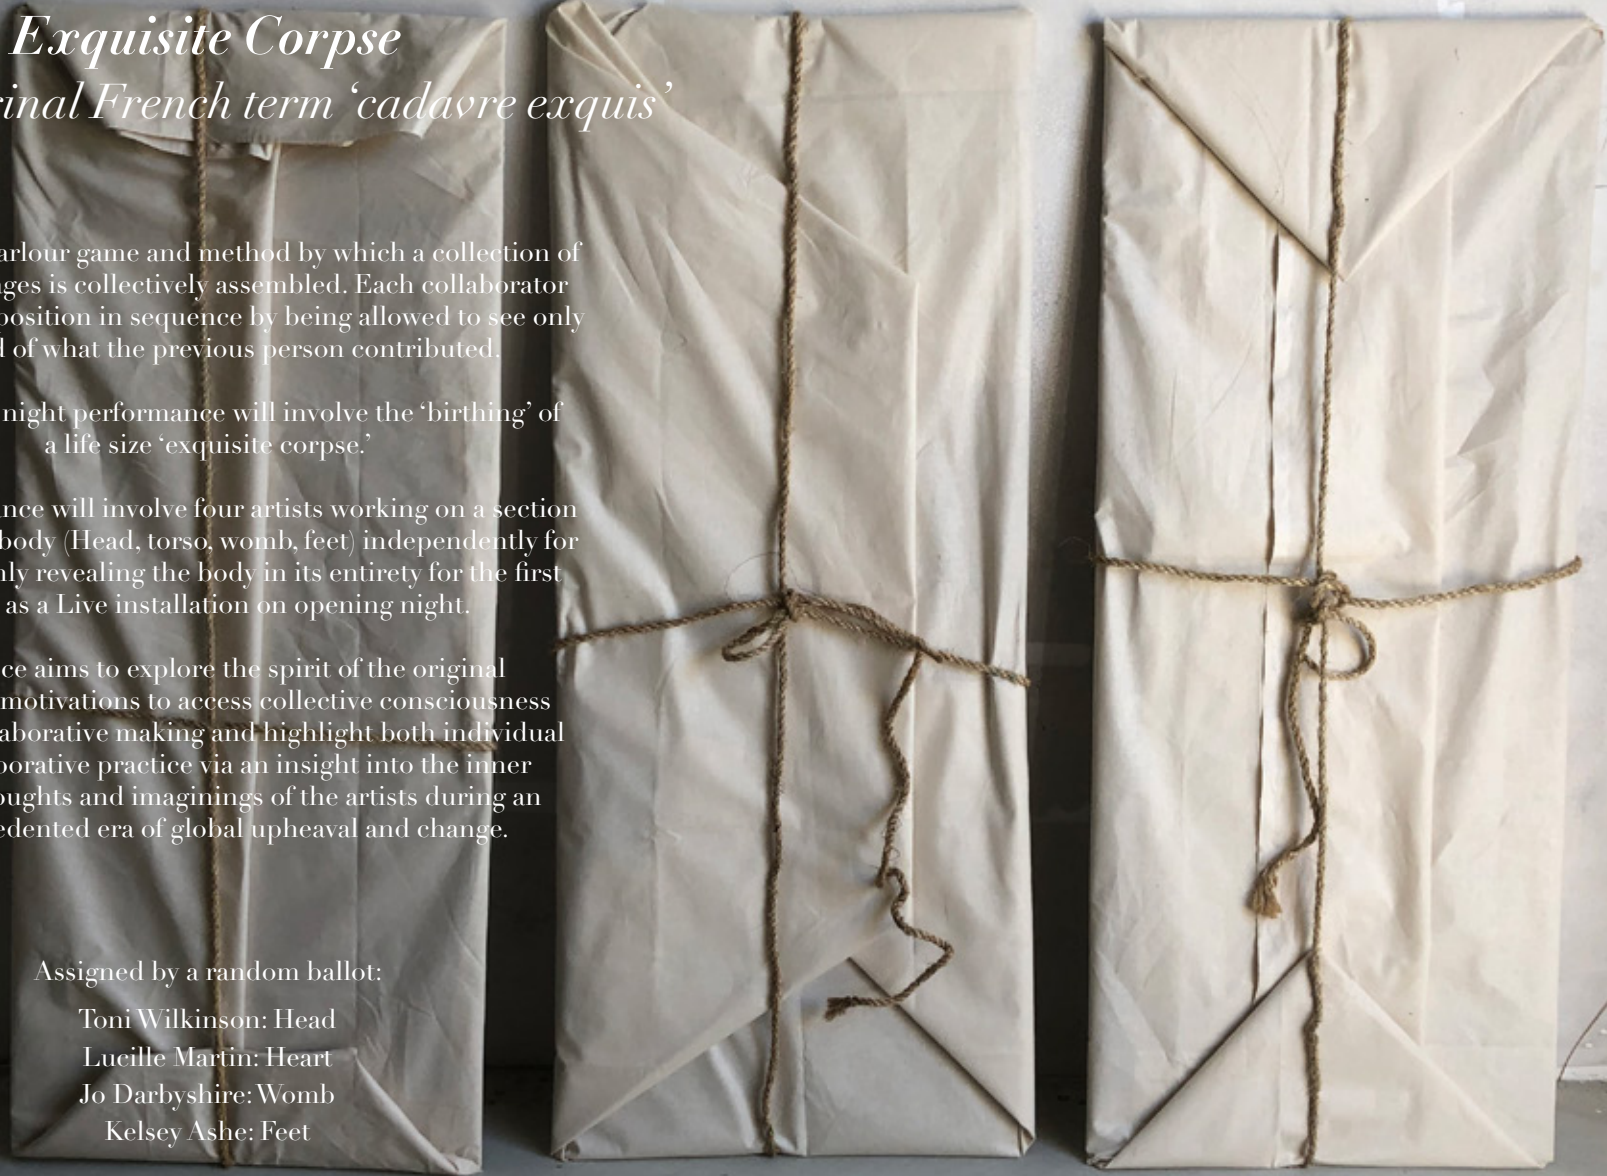 Exquisite Corpse
inal French term ‘cadavre exquis’
arlour game and method by which a collection of
ges is collectively assembled. Each collaborator
position in sequence by being allowed to see only
of what the previous person contributed.
night performance will involve the ‘birthing’ of
a life size ‘exquisite corpse.’
nce will involve four artists working on a section
body (Head, torso, womb, feet) independently for
ly revealing the body in its entirety for the first
as a Live installation on opening night.
ce aims to explore the spirit of the original
motivations to access collective consciousness
aborative making and highlight both individual
orative practice via an insight into the inner
oughts and imaginings of the artists during an
edented era of global upheaval and change.
Assigned by a random ballot:
Toni Wilkinson: Head
Lucille Martin: Heart
Jo Darbyshire: Womb
Kelsey Ashe: Feet